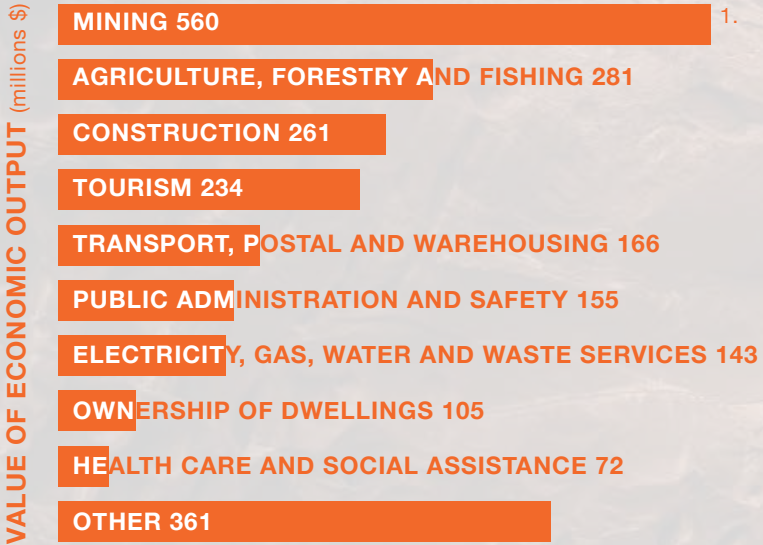 VALUE OF ECONOMIC OUTPUT (millions $)
MINING 560
1.
AGRICULTURE, FORESTRY AND FISHING 281
CONSTRUCTION 261
TOURISM 234
TRANSPORT, POSTAL AND WAREHOUSING 166
PUBLIC ADMINISTRATION AND SAFETY 155
ELECTRICITY, GAS, WATER AND WASTE SERVICES 143
OWNERSHIP OF DWELLINGS 105
HEALTH CARE AND SOCIAL ASSISTANCE 72
OTHER 361